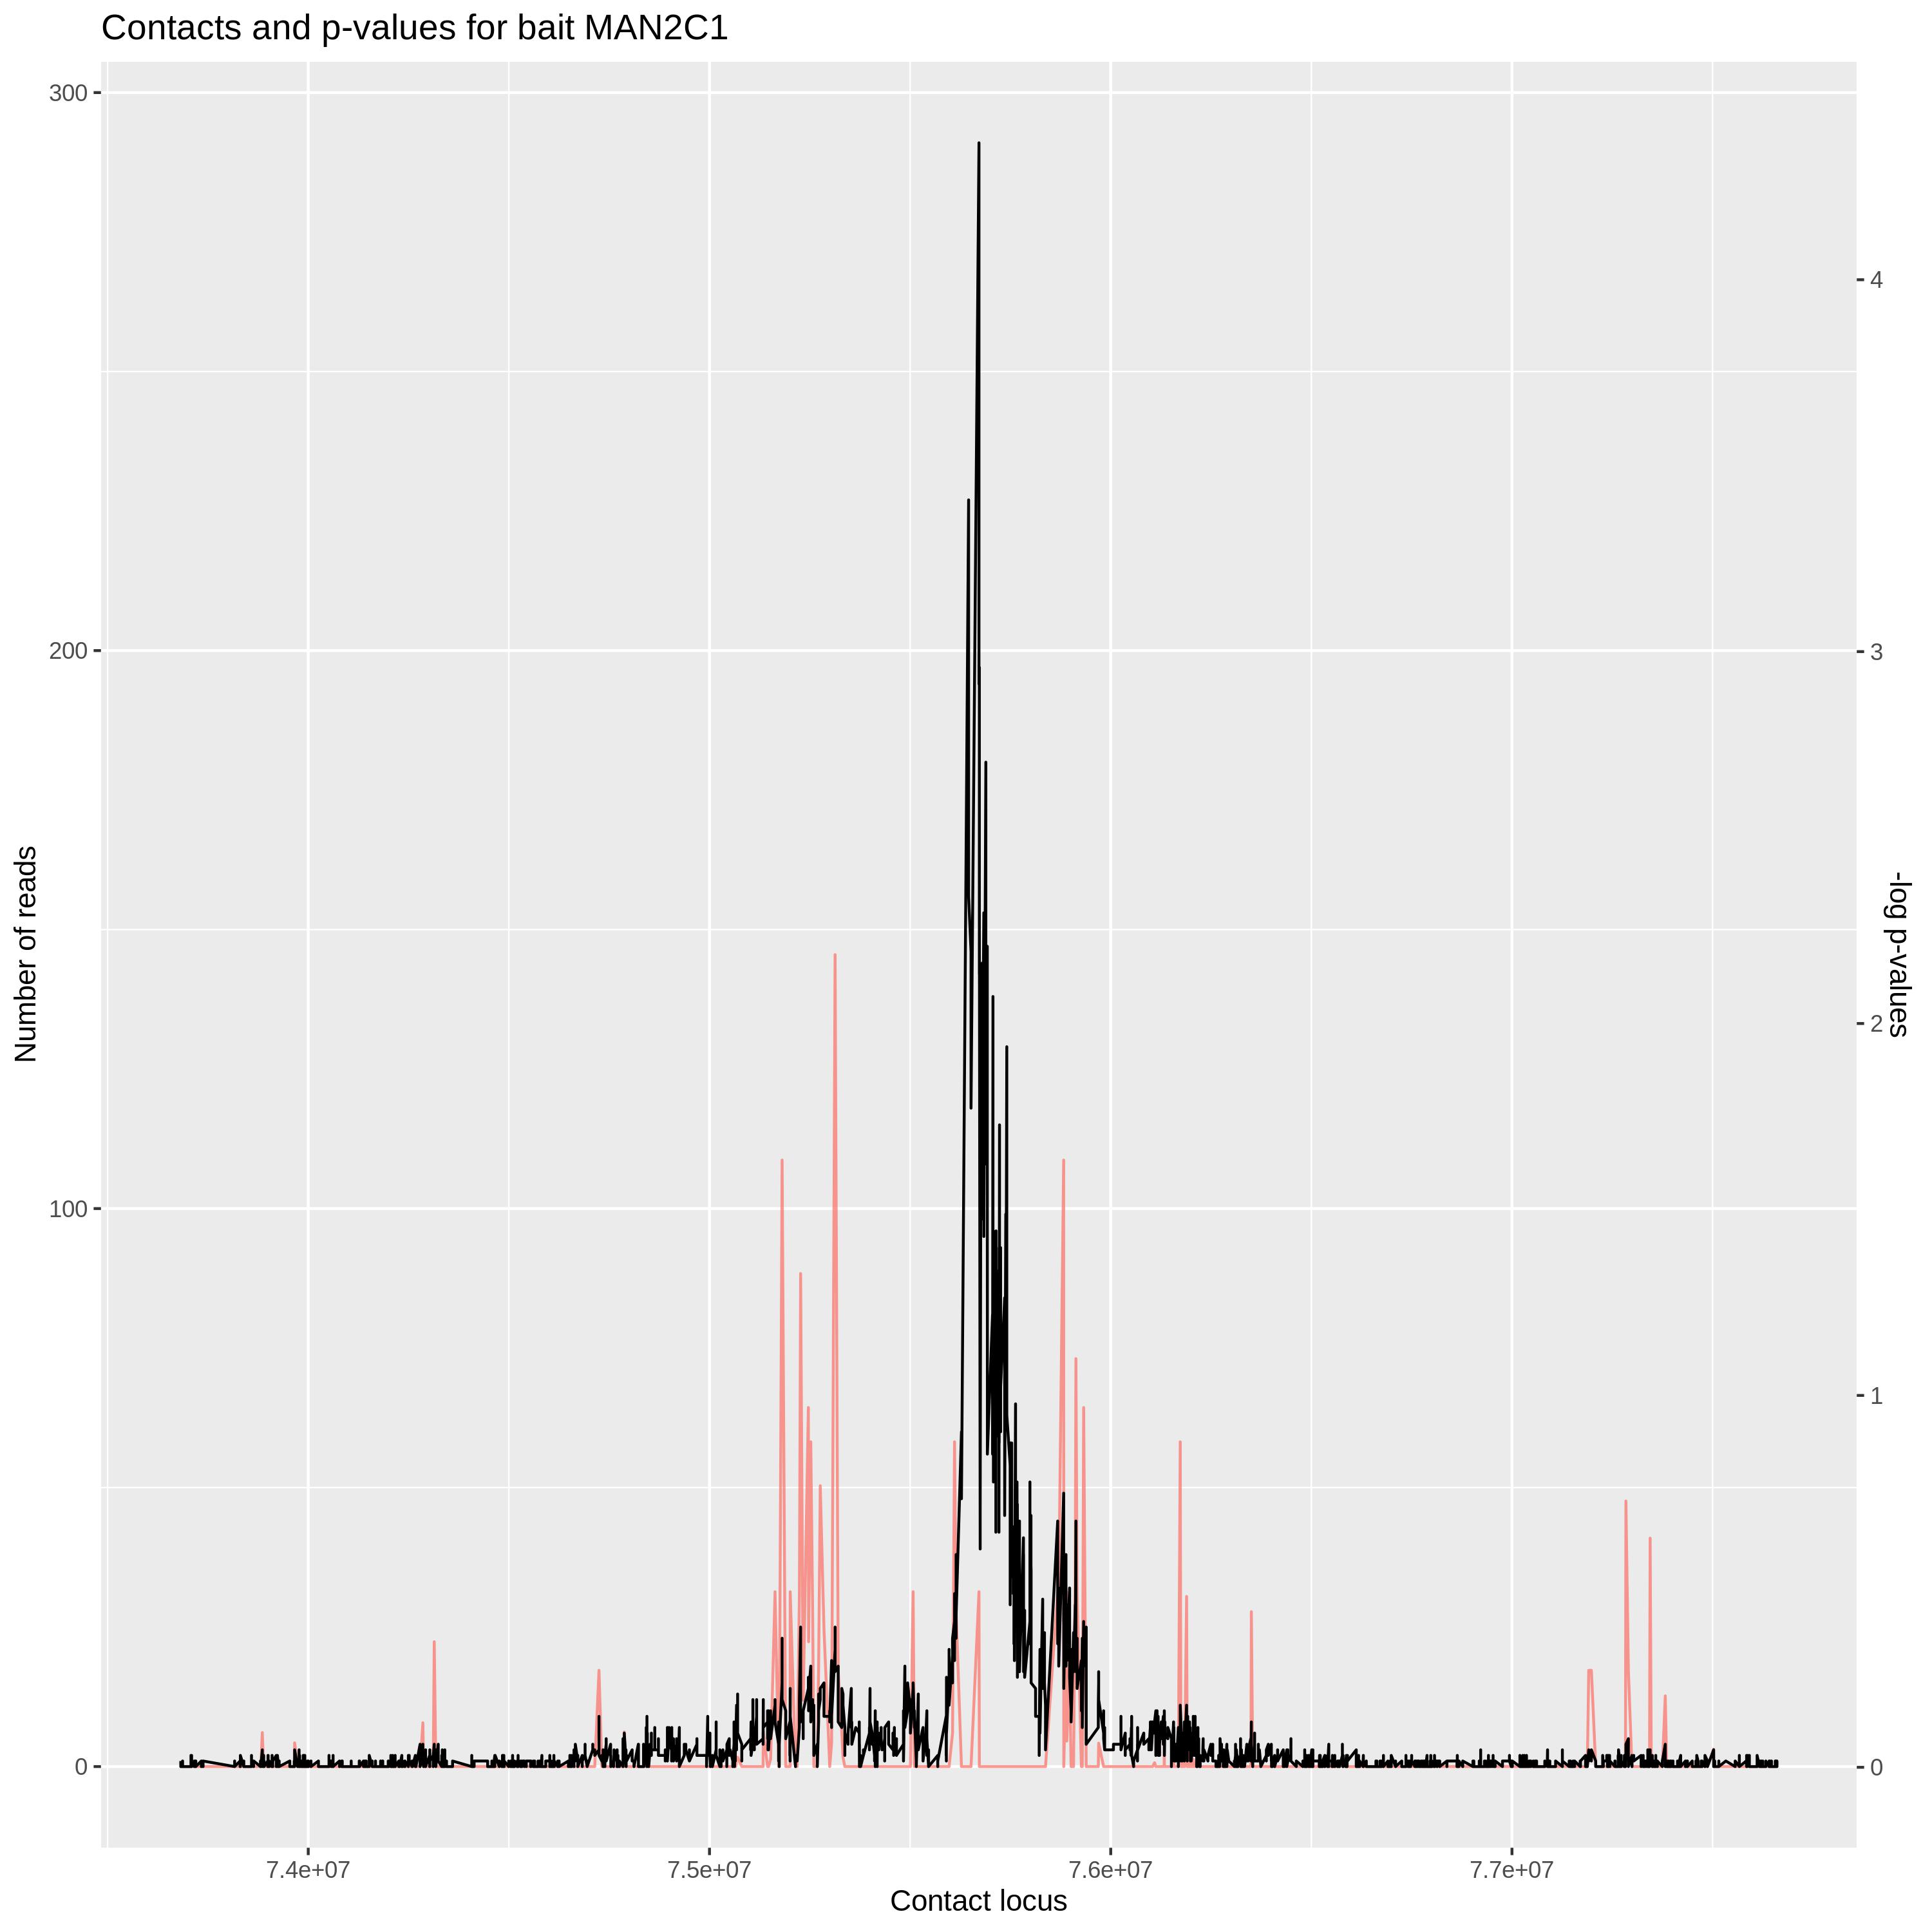 Contacts and p-values for bait MAN2C1
300
200
100
0
4
3
2
1
0
Number of reads
-log p-values
7.4e+07
7.5e+07
7.6e+07
7.7e+07
Contact locus